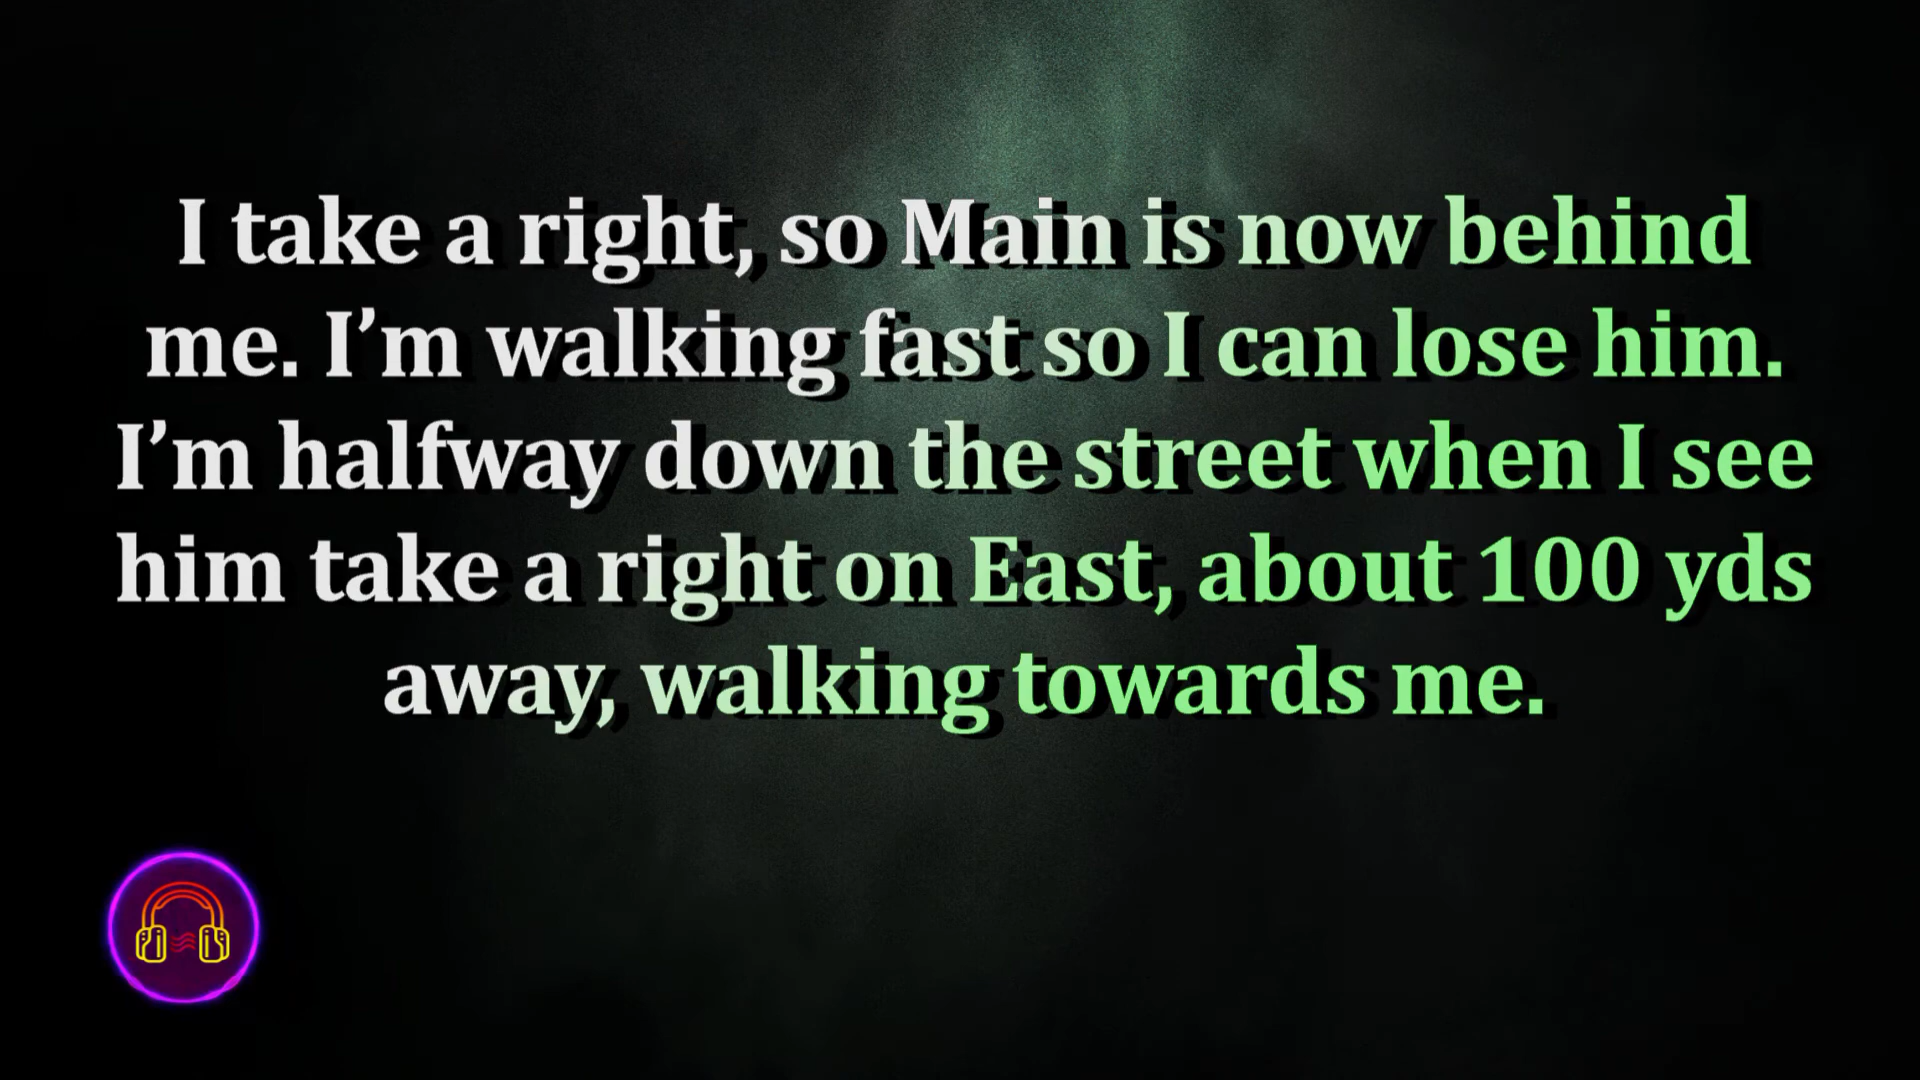 I take a right, so Main is now behind
me. I’m walking fast so I can lose him.
I’m halfway down the street when I see
him take a right on East, about 100 yds
away, walking towards me.